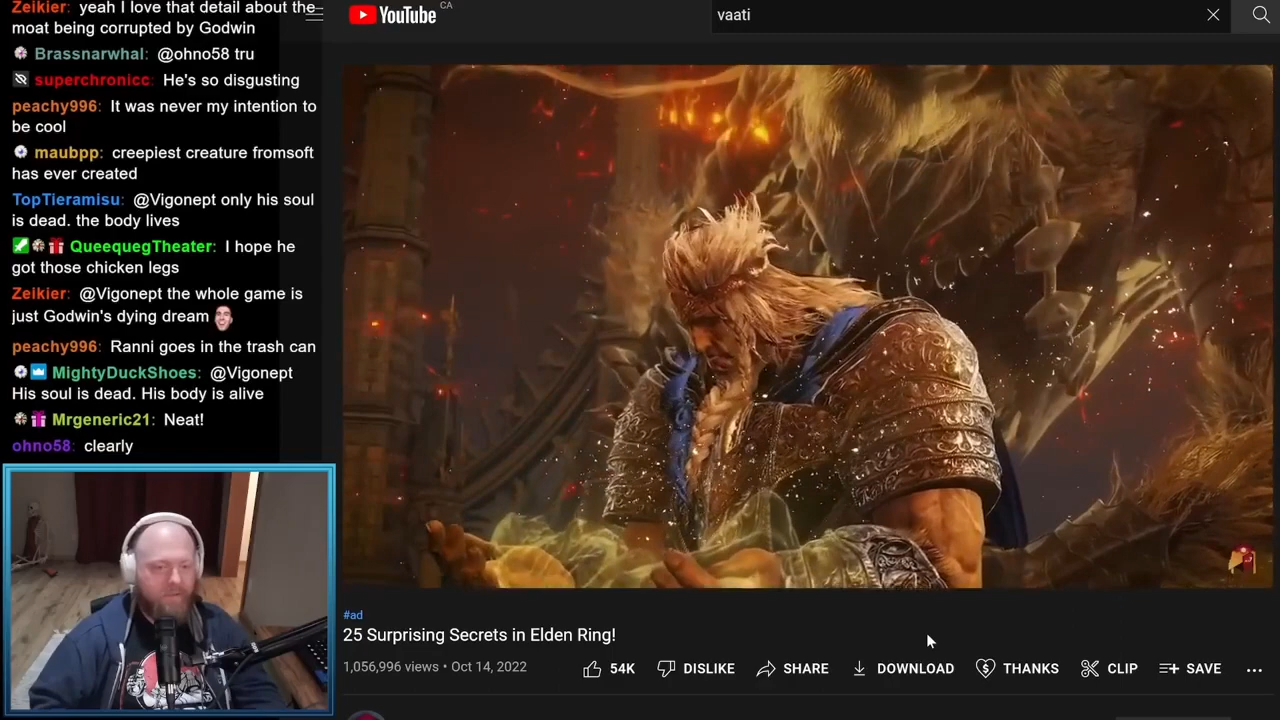 Zeikier: yeah I love that detail about the
moat being corrupted by Godwin
Brassnarwhal: @ohno58 tru
superchronicc: He's so disgusting
peachy996: It was never my intention to
be cool
maubpp: creepiest creature fromsoft
has ever created
TopTieramisu: @Vigonept only his soul
is dead. the body lives
QueequegTheater: I hope he
got those chicken legs
Zeikier: @Vigonept the whole game is
just Godwin's dying dream
peachy996: Ranni goes in the trash can
MightyDuckShoes: @Vigonept
His soul is dead. His body is alive
Mrgeneric21: Neat!
ohno58: clearly
YouTube CA
vaati
#ad
25 Surprising Secrets in Elden Ring!
1,056,996 views • Oct 14, 2022
54K DISLIKE SHARE DOWNLOAD THANKS CLIP SAVE